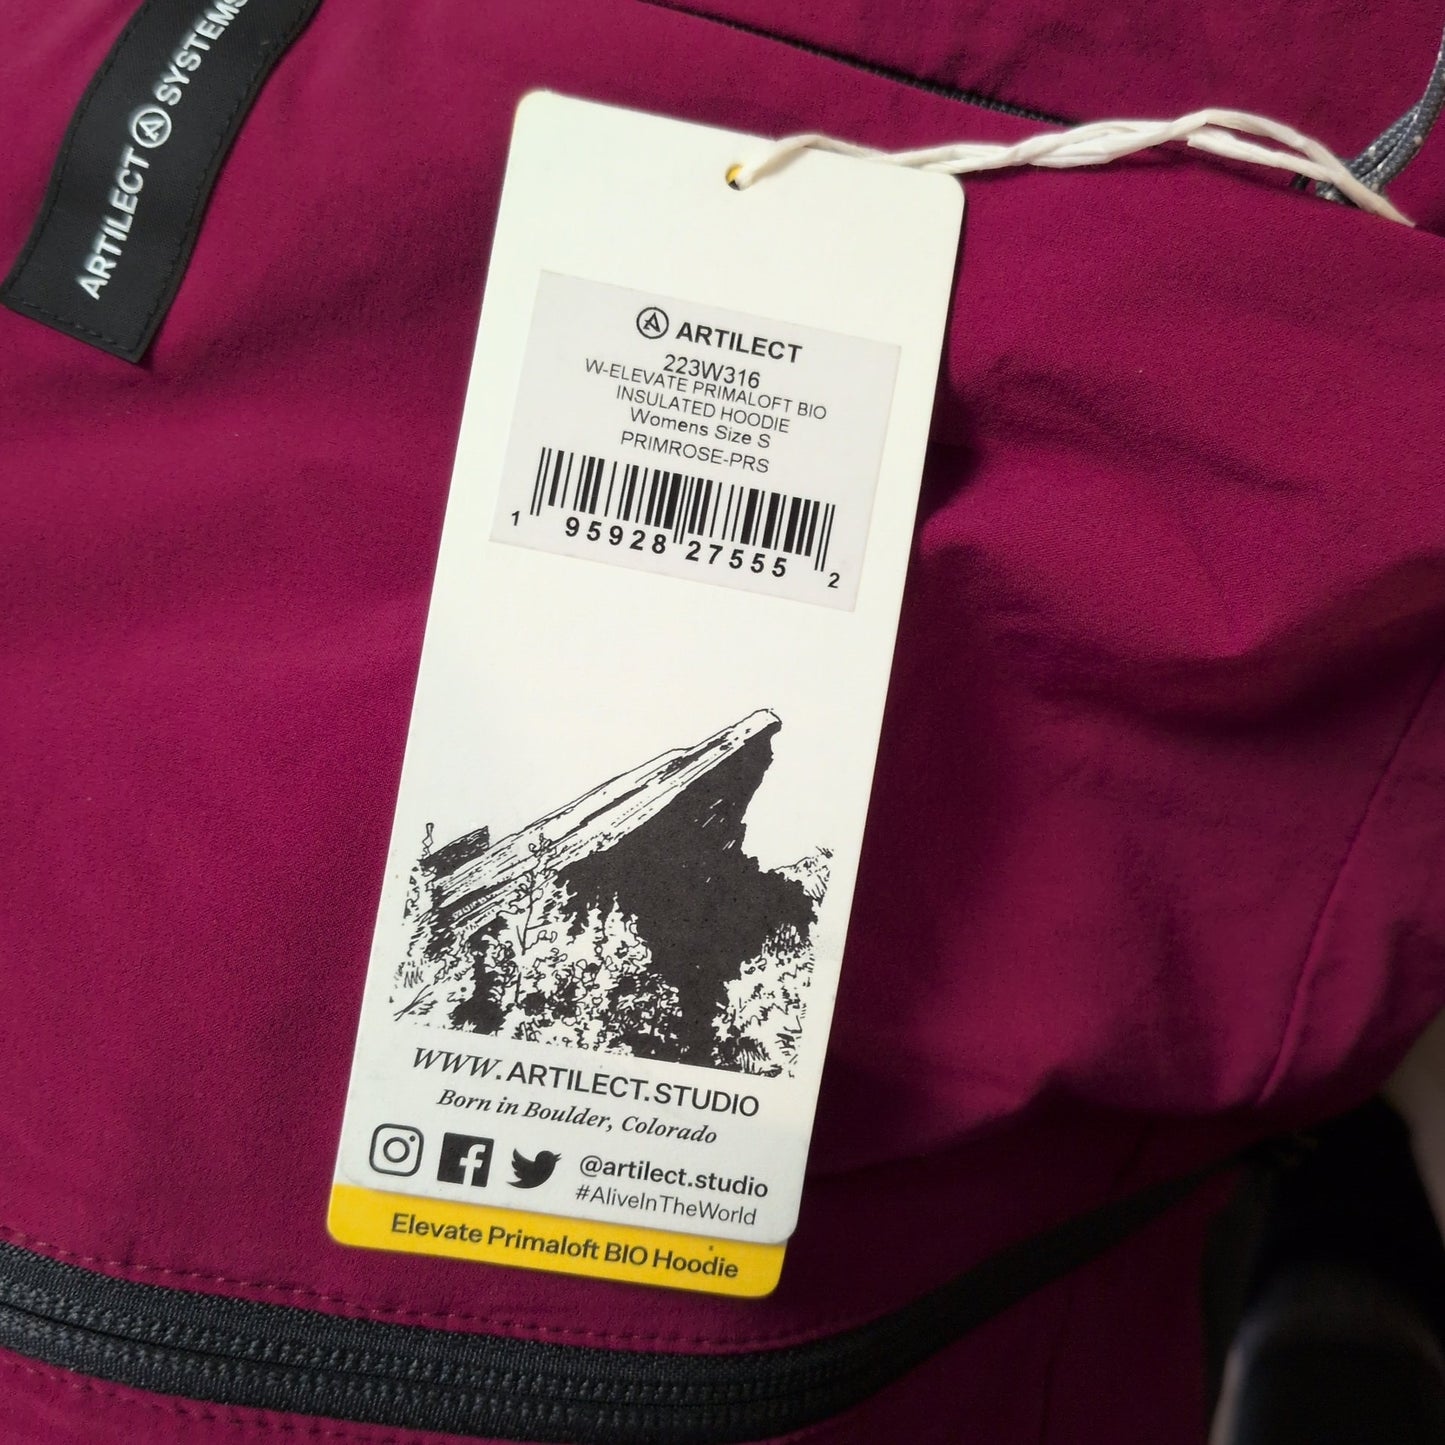 ARTILECT SYSTEMS
ARTILECT
223W316
W-ELEVATE PRIMALOFT BIO
INSULATED HOODIE
Womens Size S
PRIMROSE-PRS
1 95928 27555 2
WWW.ARTILECT.STUDIO
Born in Boulder, Colorado
@artilect.studio
#AliveInTheWorld
Elevate Primaloft BIO Hoodie